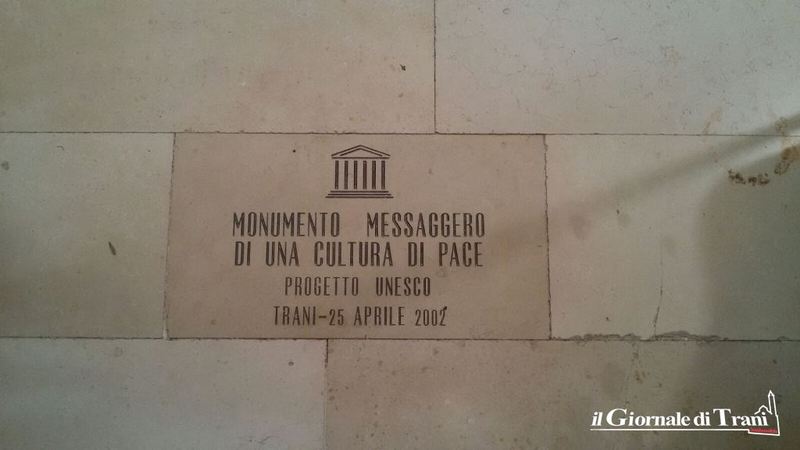 MONUMENTO MESSAGGERO
DI UNA CULTURA DI PACE
PROGETTO UNESCO
TRANI-25 APRILE 2002
il Giornale di Trani